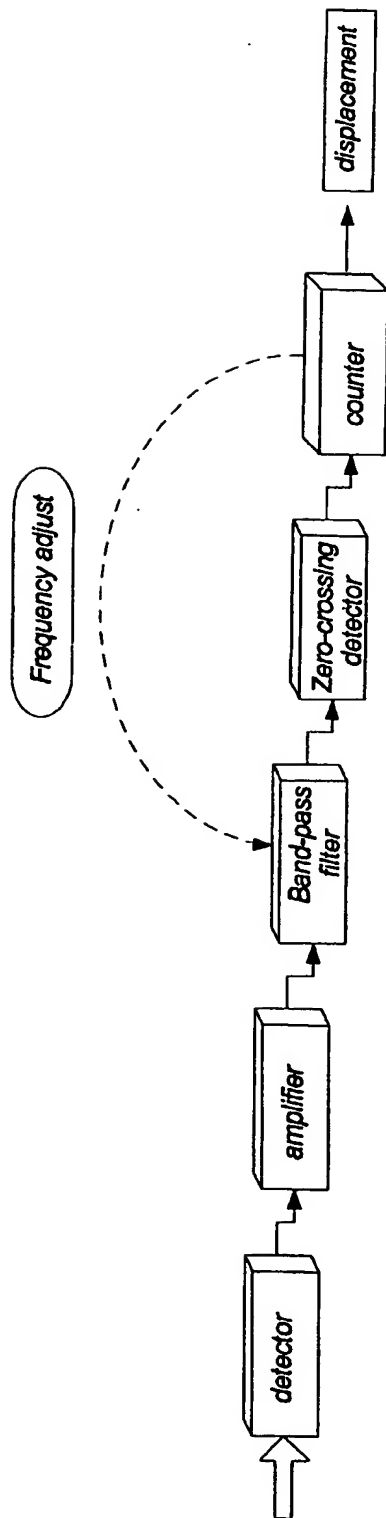 Frequency adjust
detector
amplifier
Band-pass
filter
Zero-crossing
detector
counter
displacement